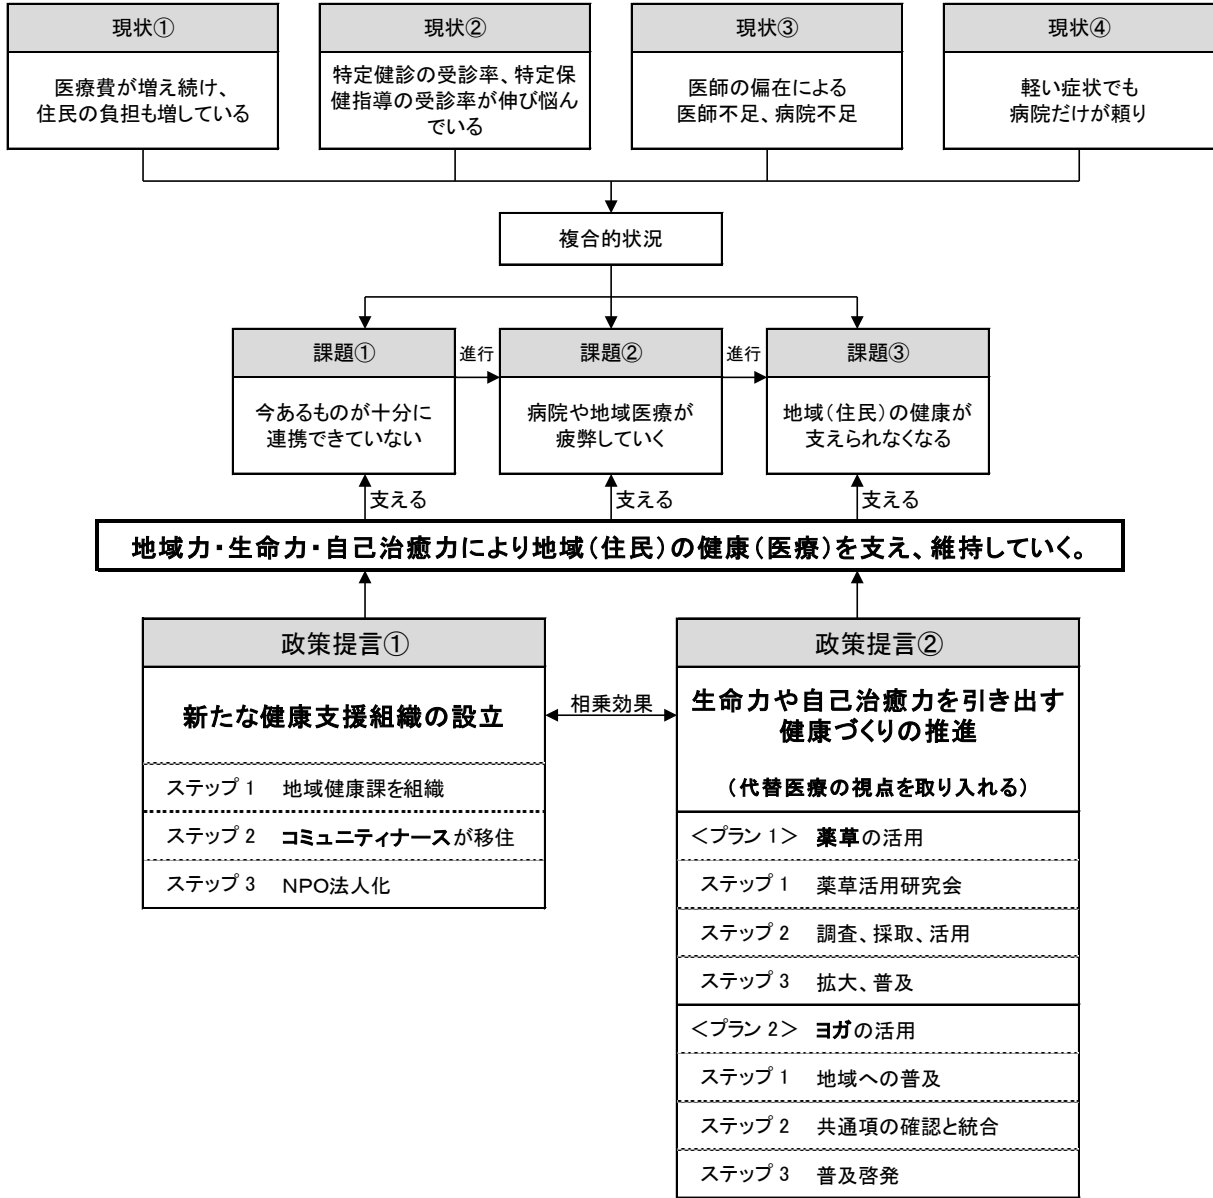 現状①
医療費が増え続け、
住民の負担も増している
現状②
特定健診の受診率、特定保
健指導の受診率が伸び悩ん
でいる
現状③
医師の偏在による
医師不足、病院不足
現状④
軽い症状でも
病院だけが頼り
複合的状況
課題①
今あるものが十分に
連携できていない
進行
課題②
病院や地域医療が
疲弊していく
進行
課題③
地域(住民)の健康が
支えられなくなる
支える
支える
支える
地域力・生命力・自己治癒力により地域(住民)の健康(医療)を支え、維持していく。
政策提言①
新たな健康支援組織の設立
ステップ 1 地域健康課を組織
ステップ 2 コミュニティナースが移住
ステップ 3 NPO法人化
相乗効果
政策提言②
生命力や自己治癒力を引き出す
健康づくりの推進
(代替医療の視点を取り入れる)
<プラン 1> 薬草の活用
ステップ 1 薬草活用研究会
ステップ 2 調査、採取、活用
ステップ 3 拡大、普及
<プラン 2> ヨガの活用
ステップ 1 地域への普及
ステップ 2 共通項の確認と統合
ステップ 3 普及啓発